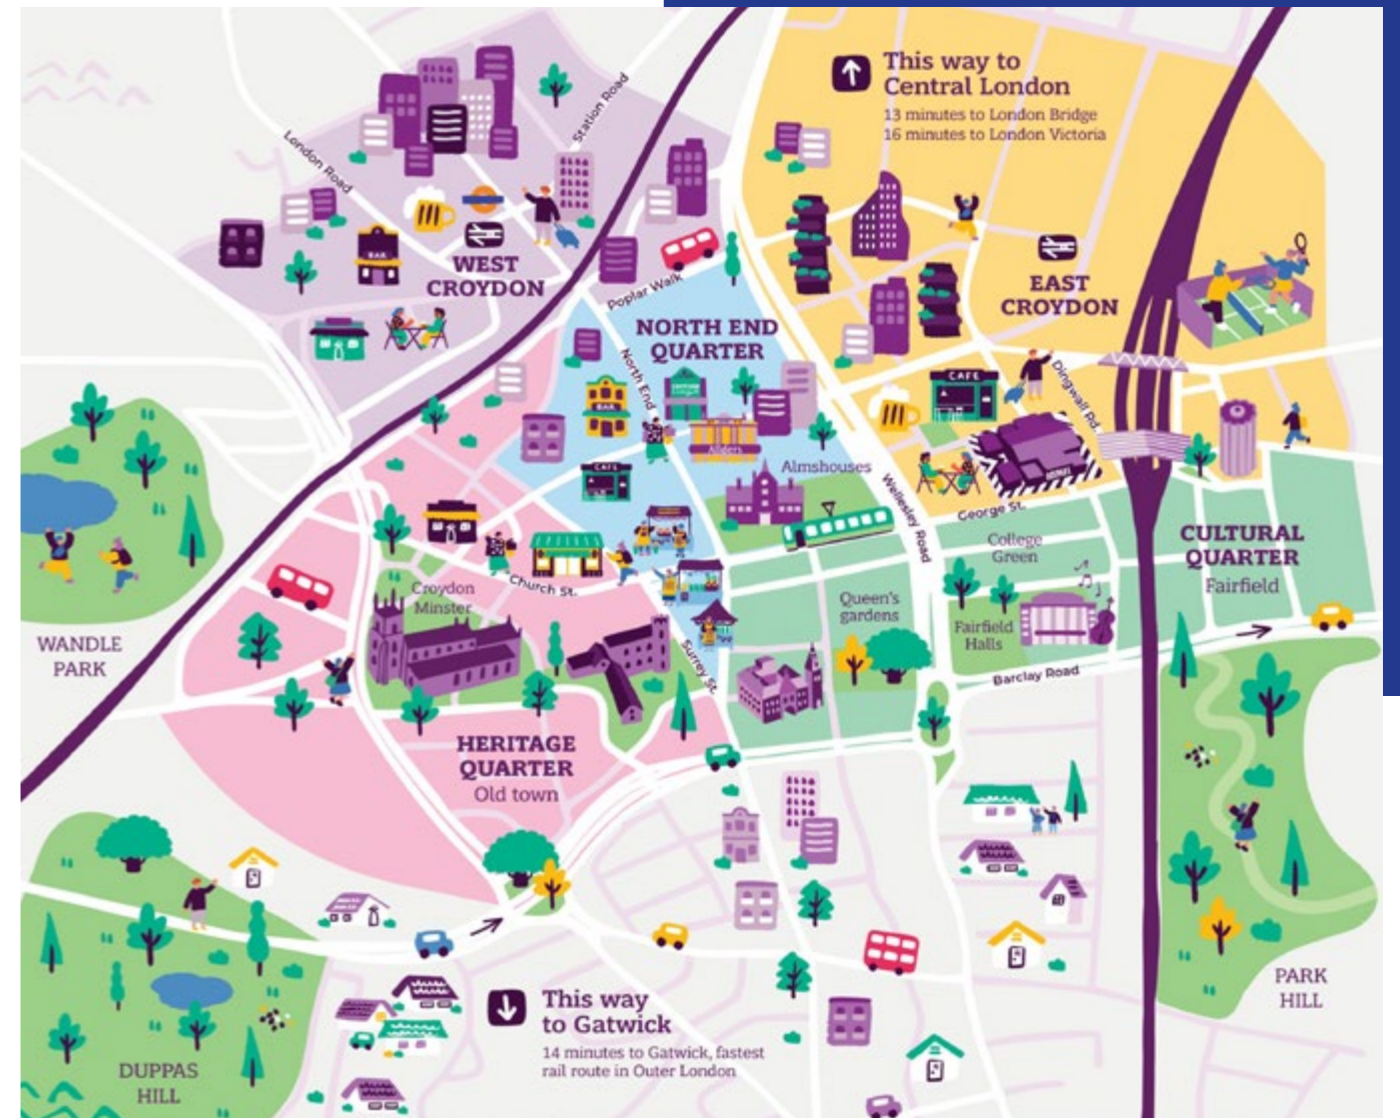 This way to
Central London
13 minutes to London Bridge
16 minutes to London Victoria
Station Road
London Road
WEST
CROYDON
BAR
Poplar Walk
NORTH END
QUARTER
North End
BAR
CAFE
Allders
Almshouses
EAST
CROYDON
CAFE
Dingwall Rd.
Wellesley Road
George St.
College
Green
CULTURAL
QUARTER
Fairfield
Croydon
Minster
Church St.
Queen's
gardens
Fairfield
Halls
Surrey St.
Barclay Road
WANDLE
PARK
HERITAGE
QUARTER
Old town
This way
to Gatwick
14 minutes to Gatwick, fastest
rail route in Outer London
PARK
HILL
DUPPAS
HILL